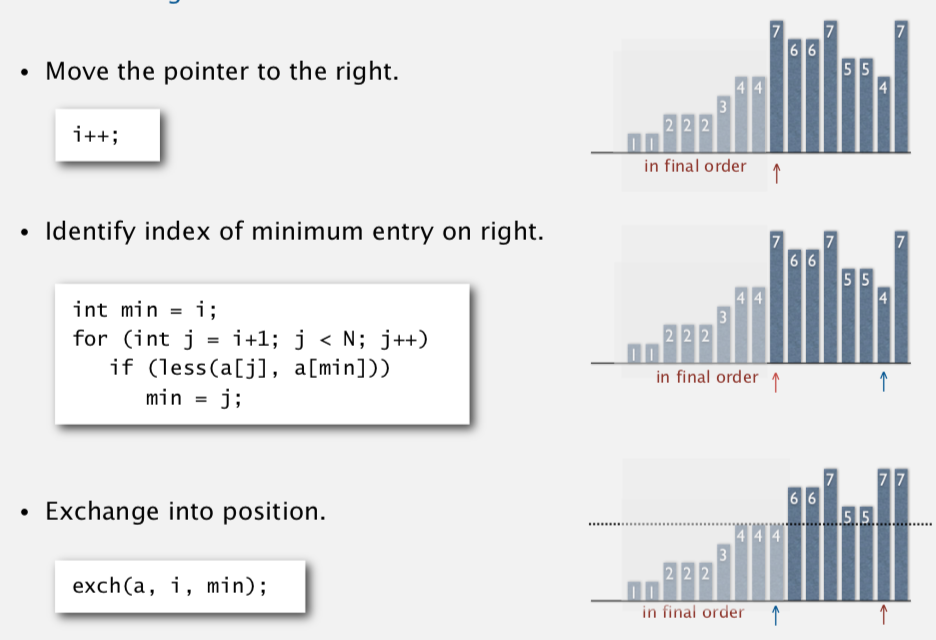 • Move the pointer to the right.
i++;
1 1 2 2 2 3 4 4 7 6 6 7 5 5 4 7
in final order
• Identify index of minimum entry on right.
int min = i;
for (int j = i+1; j < N; j++)
if (less(a[j], a[min]))
min = j;
1 1 2 2 2 3 4 4 7 6 6 7 5 5 4 7
in final order
• Exchange into position.
exch(a, i, min);
1 1 2 2 2 3 4 4 4 6 6 7 5 5 7 7
in final order